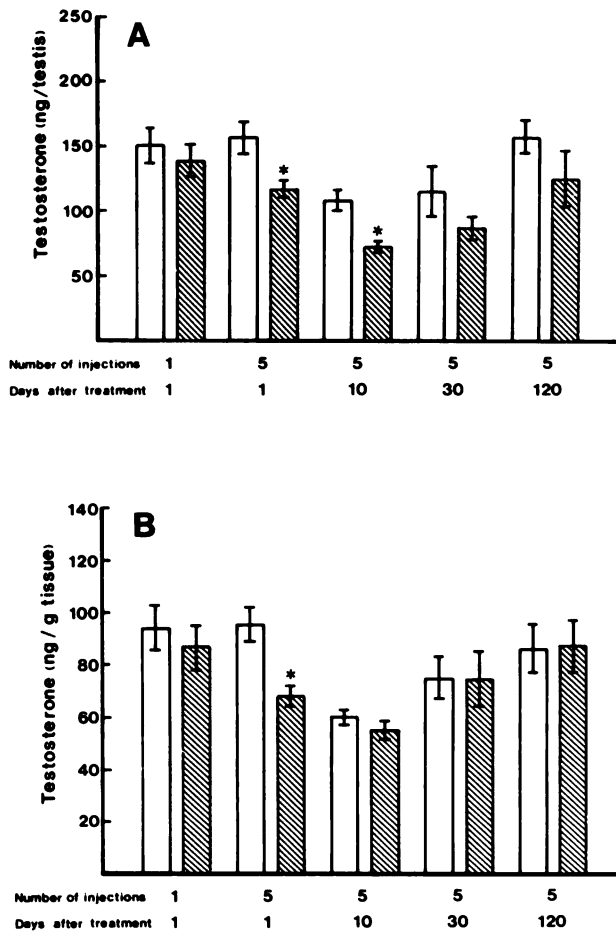 250
A
200
150
100
50
Testosterone (ng/testis)
*
*
Number of injections 1 5 5 5 5
Days after treatment 1 1 10 30 120
140
B
120
100
80
60
40
20
Testosterone (ng/g tissue)
*
Number of injections 1 5 5 5 5
Days after treatment 1 1 10 30 120